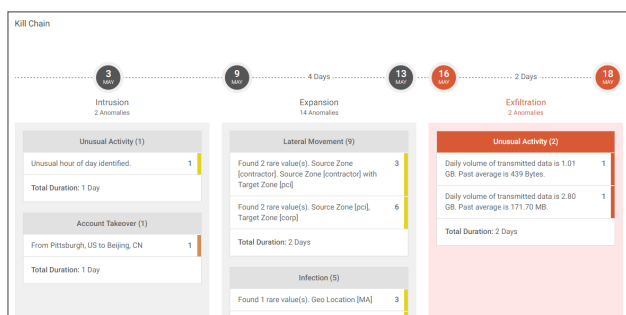 Kill Chain
3
MAY
9
MAY
4 Days
13
MAY
16
MAY
2 Days
18
MAY
Intrusion
2 Anomalies
Expansion
14 Anomalies
Exfiltration
2 Anomalies
Unusual Activity (1)
Unusual hour of day identified. 1
Total Duration: 1 Day
Account Takeover (1)
From Pittsburgh, US to Beijing, CN 1
Total Duration: 1 Day
Lateral Movement (9)
Found 2 rare value(s). Source Zone 3
[contractor]. Source Zone [contractor] with
Target Zone [pci]
Found 2 rare value(s). Source Zone [pci], 6
Target Zone [corp]
Total Duration: 2 Days
Infection (5)
Found 1 rare value(s). Geo Location [MA] 3
Unusual Activity (2)
Daily volume of transmitted data is 1.01 1
GB. Past average is 439 Bytes.
Daily volume of transmitted data is 2.80 1
GB. Past average is 171.70 MB.
Total Duration: 2 Days